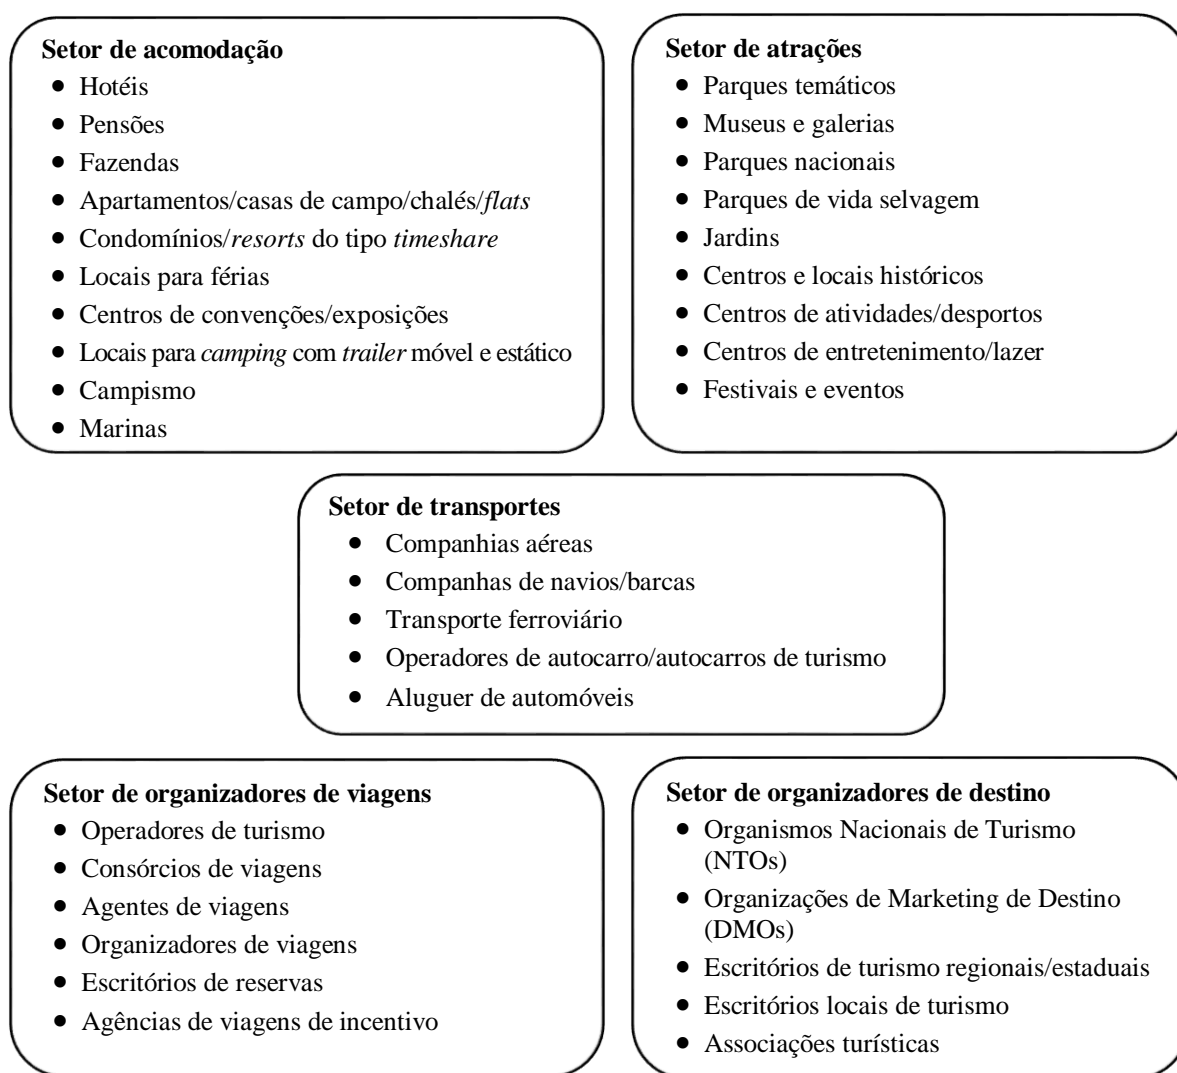 Setor de acomodação
• Hotéis
• Pensões
• Fazendas
• Apartamentos/casas de campo/chalés/flats
• Condomínios/resorts do tipo timeshare
• Locais para férias
• Centros de convenções/exposições
• Locais para camping com trailer móvel e estático
• Campismo
• Marinas
Setor de atrações
• Parques temáticos
• Museus e galerias
• Parques nacionais
• Parques de vida selvagem
• Jardins
• Centros e locais históricos
• Centros de atividades/desportos
• Centros de entretenimento/lazer
• Festivais e eventos
Setor de transportes
• Companhias aéreas
• Companhas de navios/barcas
• Transporte ferroviário
• Operadores de autocarro/autocarros de turismo
• Aluguer de automóveis
Setor de organizadores de viagens
• Operadores de turismo
• Consórcios de viagens
• Agentes de viagens
• Organizadores de viagens
• Escritórios de reservas
• Agências de viagens de incentivo
Setor de organizadores de destino
• Organismos Nacionais de Turismo
(NTOs)
• Organizações de Marketing de Destino
(DMOs)
• Escritórios de turismo regionais/estaduais
• Escritórios locais de turismo
• Associações turísticas